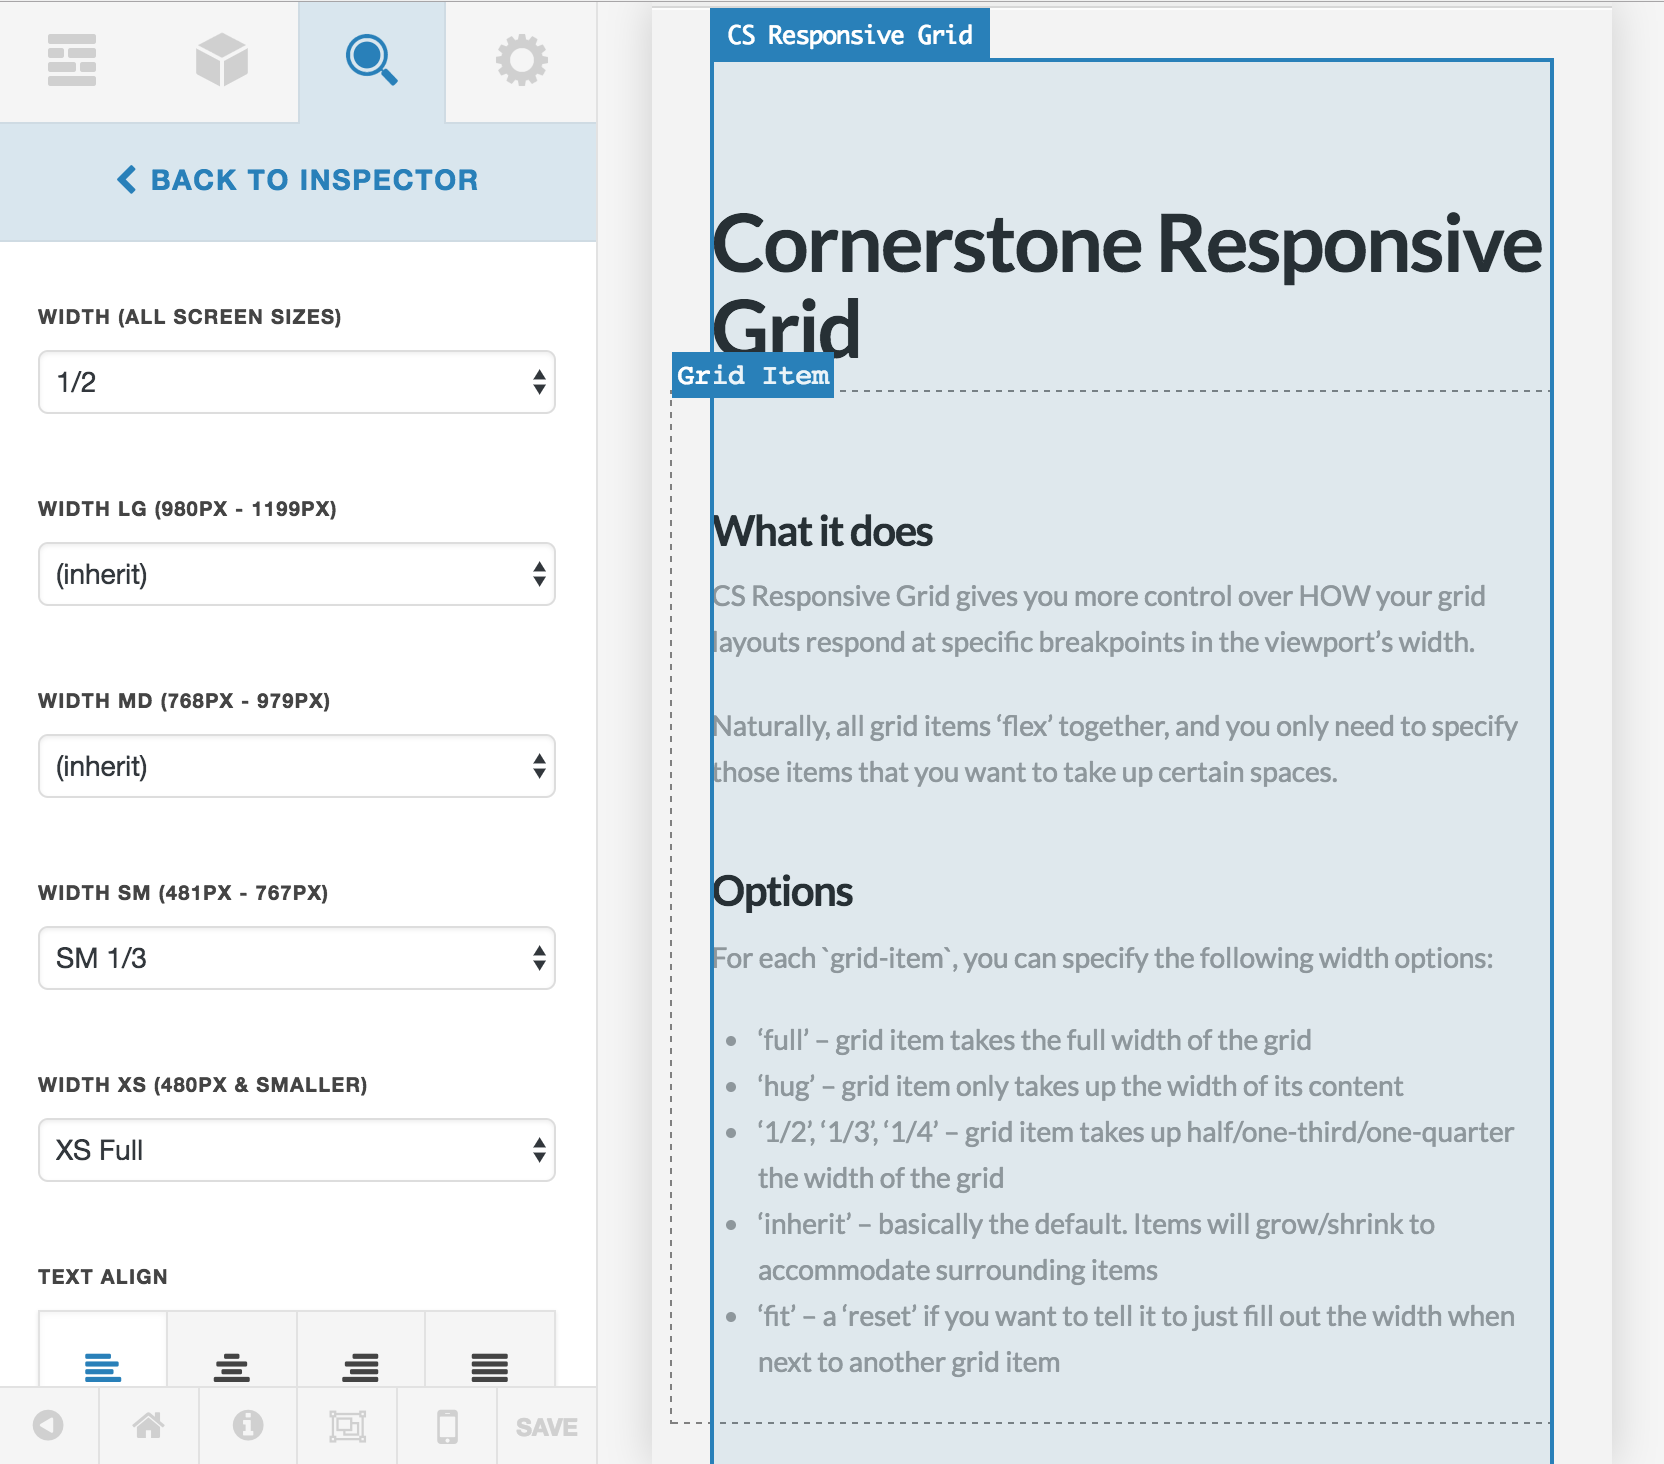 BACK TO INSPECTOR
WIDTH (ALL SCREEN SIZES)
1/2
WIDTH LG (980PX - 1199PX)
(inherit)
WIDTH MD (768PX - 979PX)
(inherit)
WIDTH SM (481PX - 767PX)
SM 1/3
WIDTH XS (480PX & SMALLER)
XS Full
TEXT ALIGN
SAVE
CS Responsive Grid
Cornerstone Responsive
Grid
Grid Item
What it does
CS Responsive Grid gives you more control over HOW your grid
layouts respond at specific breakpoints in the viewport’s width.
Naturally, all grid items ‘flex’ together, and you only need to specify
those items that you want to take up certain spaces.
Options
For each `grid-item`, you can specify the following width options:
• ‘full’ – grid item takes the full width of the grid
• ‘hug’ – grid item only takes up the width of its content
• ‘1/2’, ‘1/3’, ‘1/4’ – grid item takes up half/one-third/one-quarter
the width of the grid
• ‘inherit’ – basically the default. Items will grow/shrink to
accommodate surrounding items
• ‘fit’ – a ‘reset’ if you want to tell it to just fill out the width when
next to another grid item